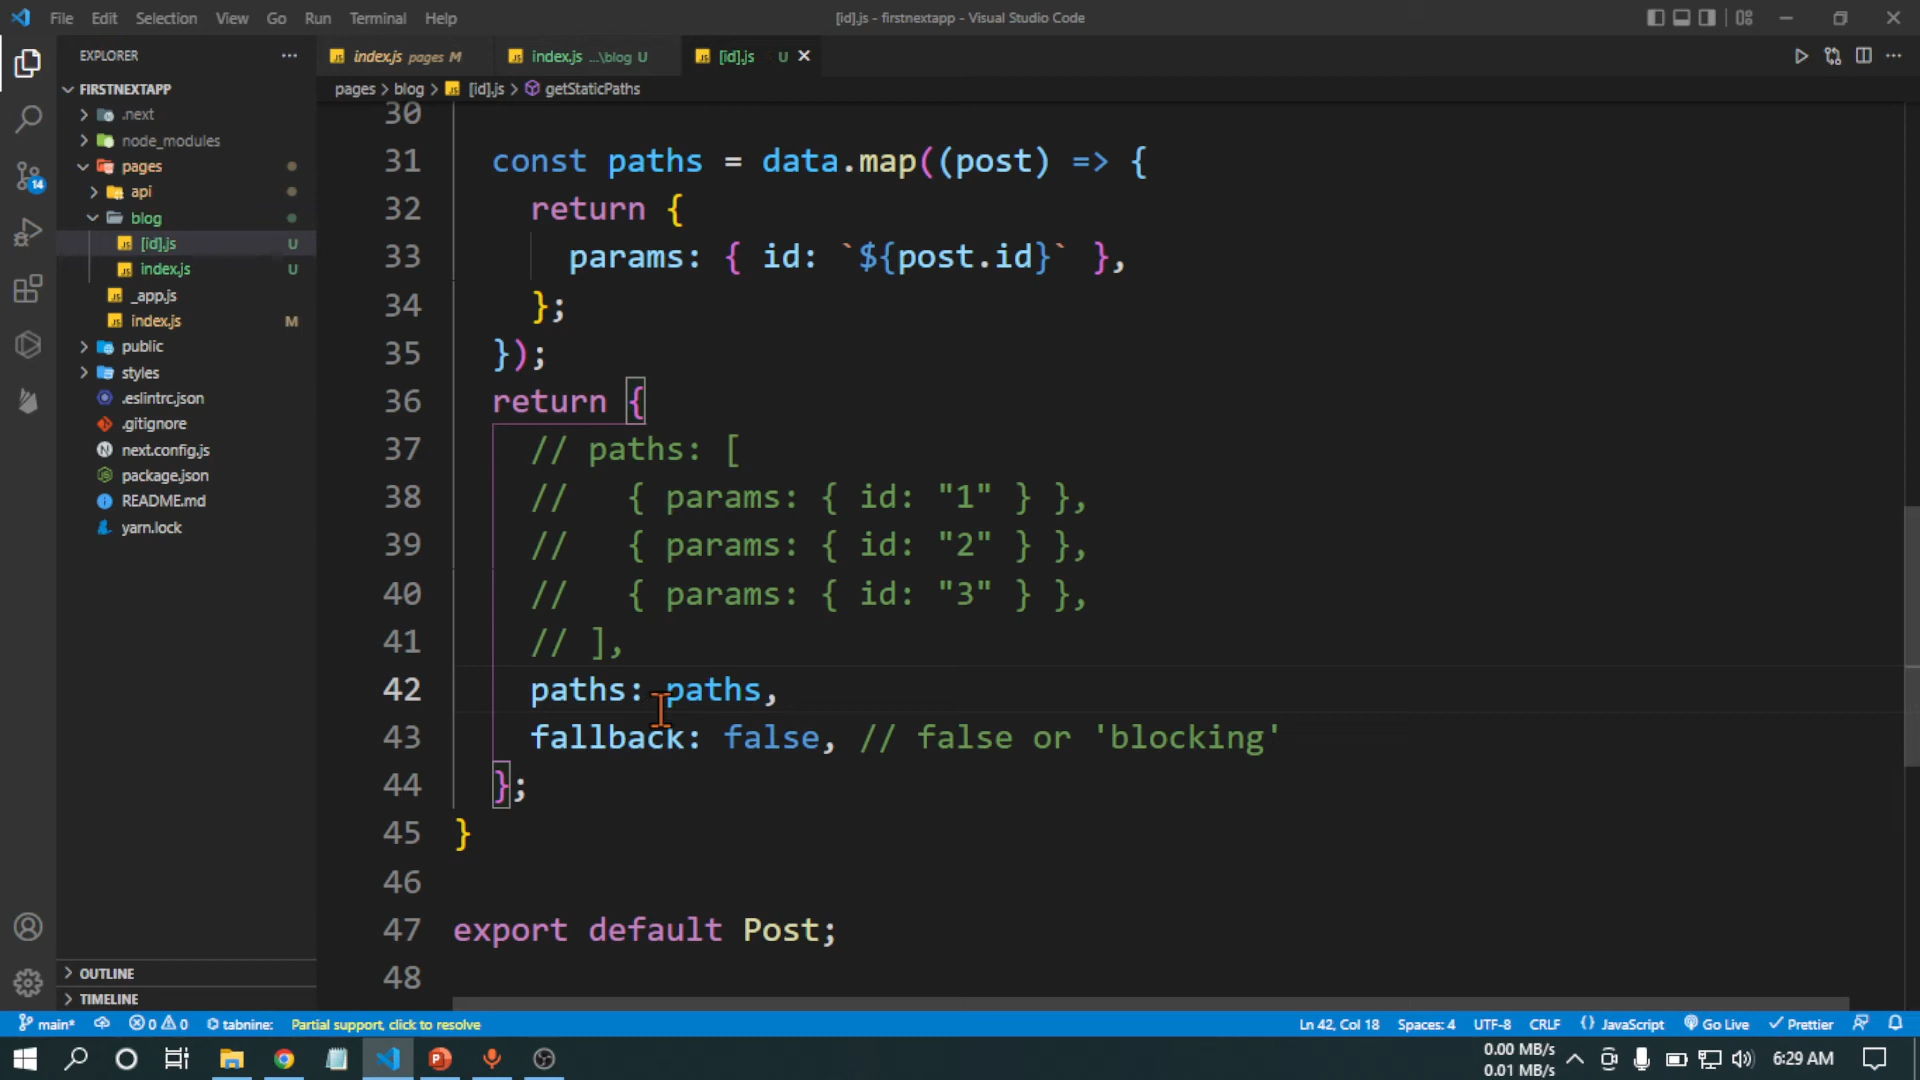 File Edit Selection View Go Run Terminal Help
[id].js - firstnextapp - Visual Studio Code
EXPLORER
index.js pages M
index.js ...\blog U
[id].js U
FIRSTNEXTAPP
.next
node_modules
pages
api
blog
[id].js U
index.js U
_app.js
index.js M
public
styles
.eslintrc.json
.gitignore
next.config.js
package.json
README.md
yarn.lock
OUTLINE
TIMELINE
14
pages > blog > [id].js > getStaticPaths
30
31 const paths = data.map((post) => {
32 return {
33 params: { id: `${post.id}` },
34 };
35 });
36 return {
37 // paths: [
38 // { params: { id: "1" } },
39 // { params: { id: "2" } },
40 // { params: { id: "3" } },
41 // ],
42 paths: paths,
43 fallback: false, // false or 'blocking'
44 };
45 }
46
47 export default Post;
48
main* 0 0 tabnine: Partial support, click to resolve
Ln 42, Col 18 Spaces: 4 UTF-8 CRLF {} JavaScript Go Live Prettier
0.00 MB/s
0.01 MB/s
6:29 AM